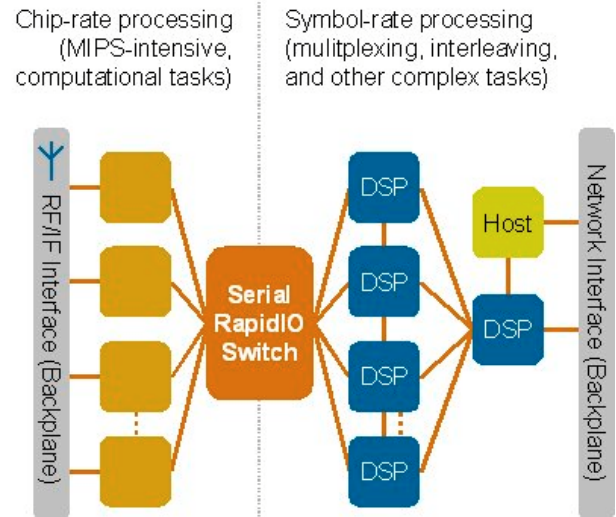 Chip-rate processing
(MIPS-intensive,
computational tasks)
Symbol-rate processing
(mulitplexing, interleaving,
and other complex tasks)
RF/IF Interface (Backplane)
Serial
RapidIO
Switch
DSP
DSP
DSP
DSP
Host
DSP
Network Interface (Backplane)